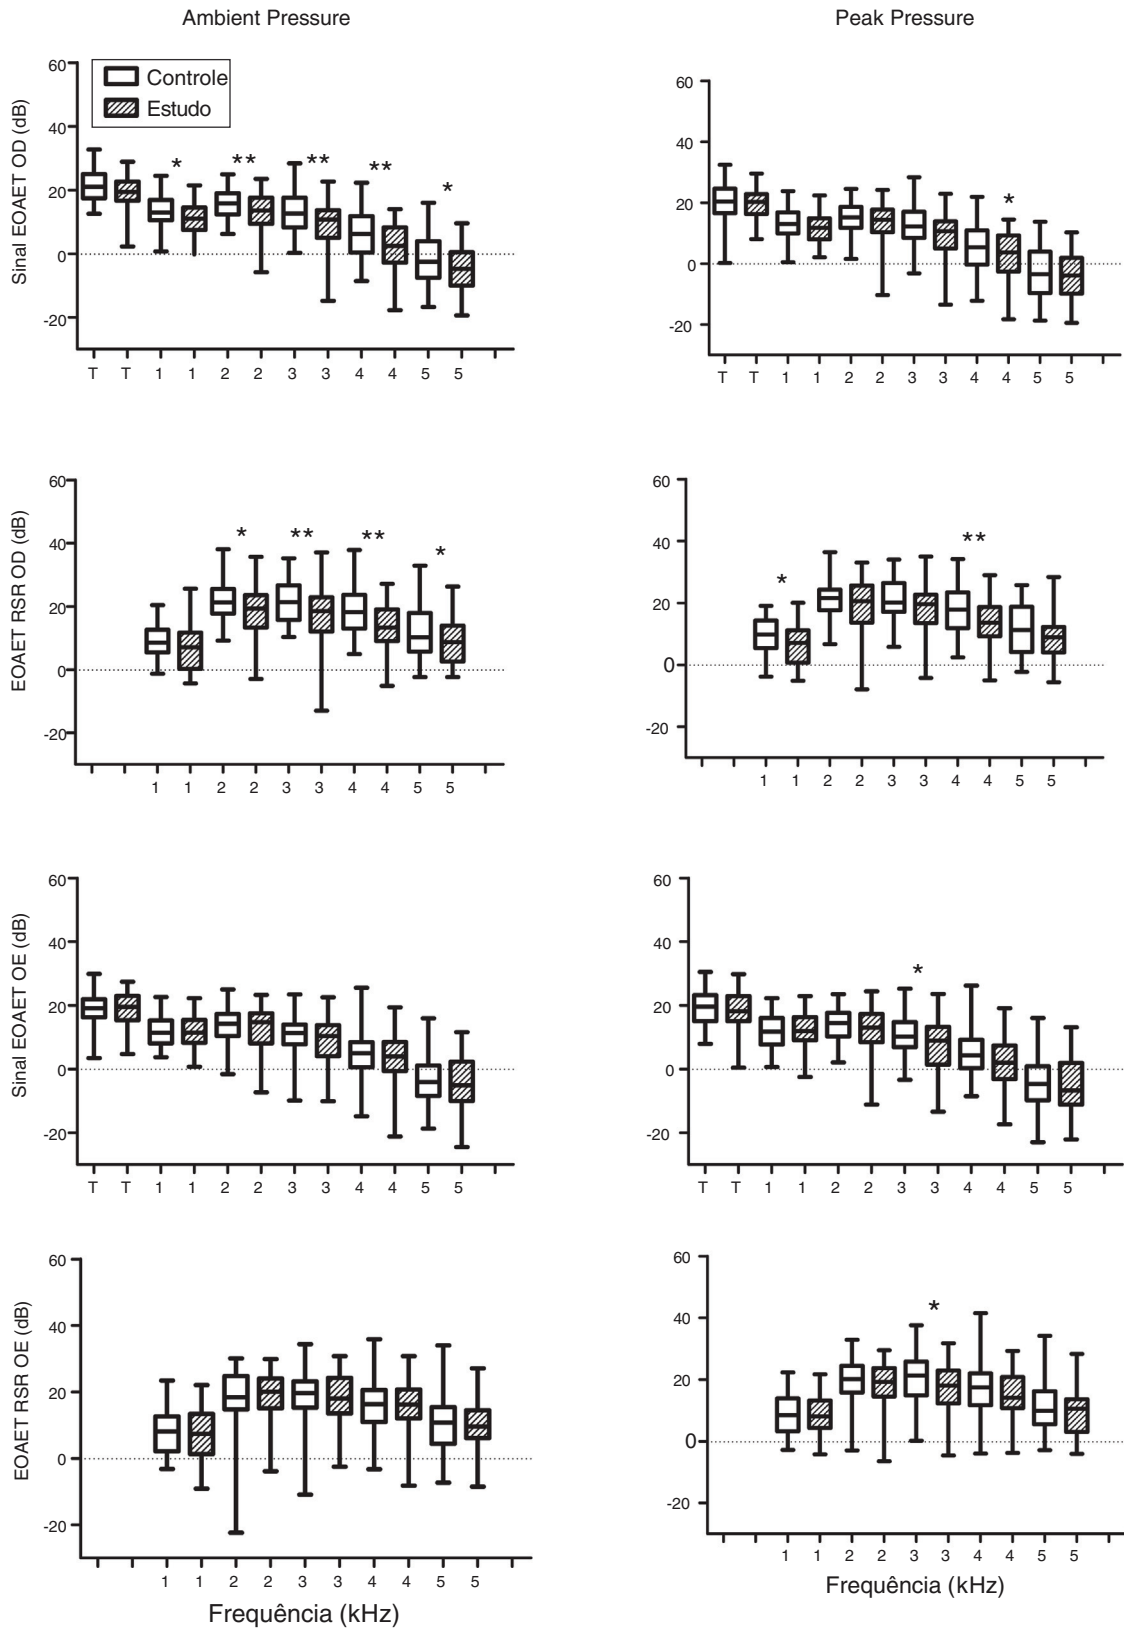 Ambient Pressure
Peak Pressure
Sinal EOAET OD (dB)
60
40
20
0
-20
Controle
Estudo
* ** ** ** *
T T 1 1 2 2 3 3 4 4 5 5
60
40
20
0
-20
*
T T 1 1 2 2 3 3 4 4 5 5
EOAET RSR OD (dB)
60
40
20
0
-20
* ** ** *
1 1 2 2 3 3 4 4 5 5
60
40
20
0
-20
* **
1 1 2 2 3 3 4 4 5 5
Sinal EOAET OE (dB)
60
40
20
0
-20
T T 1 1 2 2 3 3 4 4 5 5
60
40
20
0
-20
*
T T 1 1 2 2 3 3 4 4 5 5
EOAET RSR OE (dB)
60
40
20
0
-20
1 1 2 2 3 3 4 4 5 5
Frequência (kHz)
60
40
20
0
-20
*
1 1 2 2 3 3 4 4 5 5
Frequência (kHz)